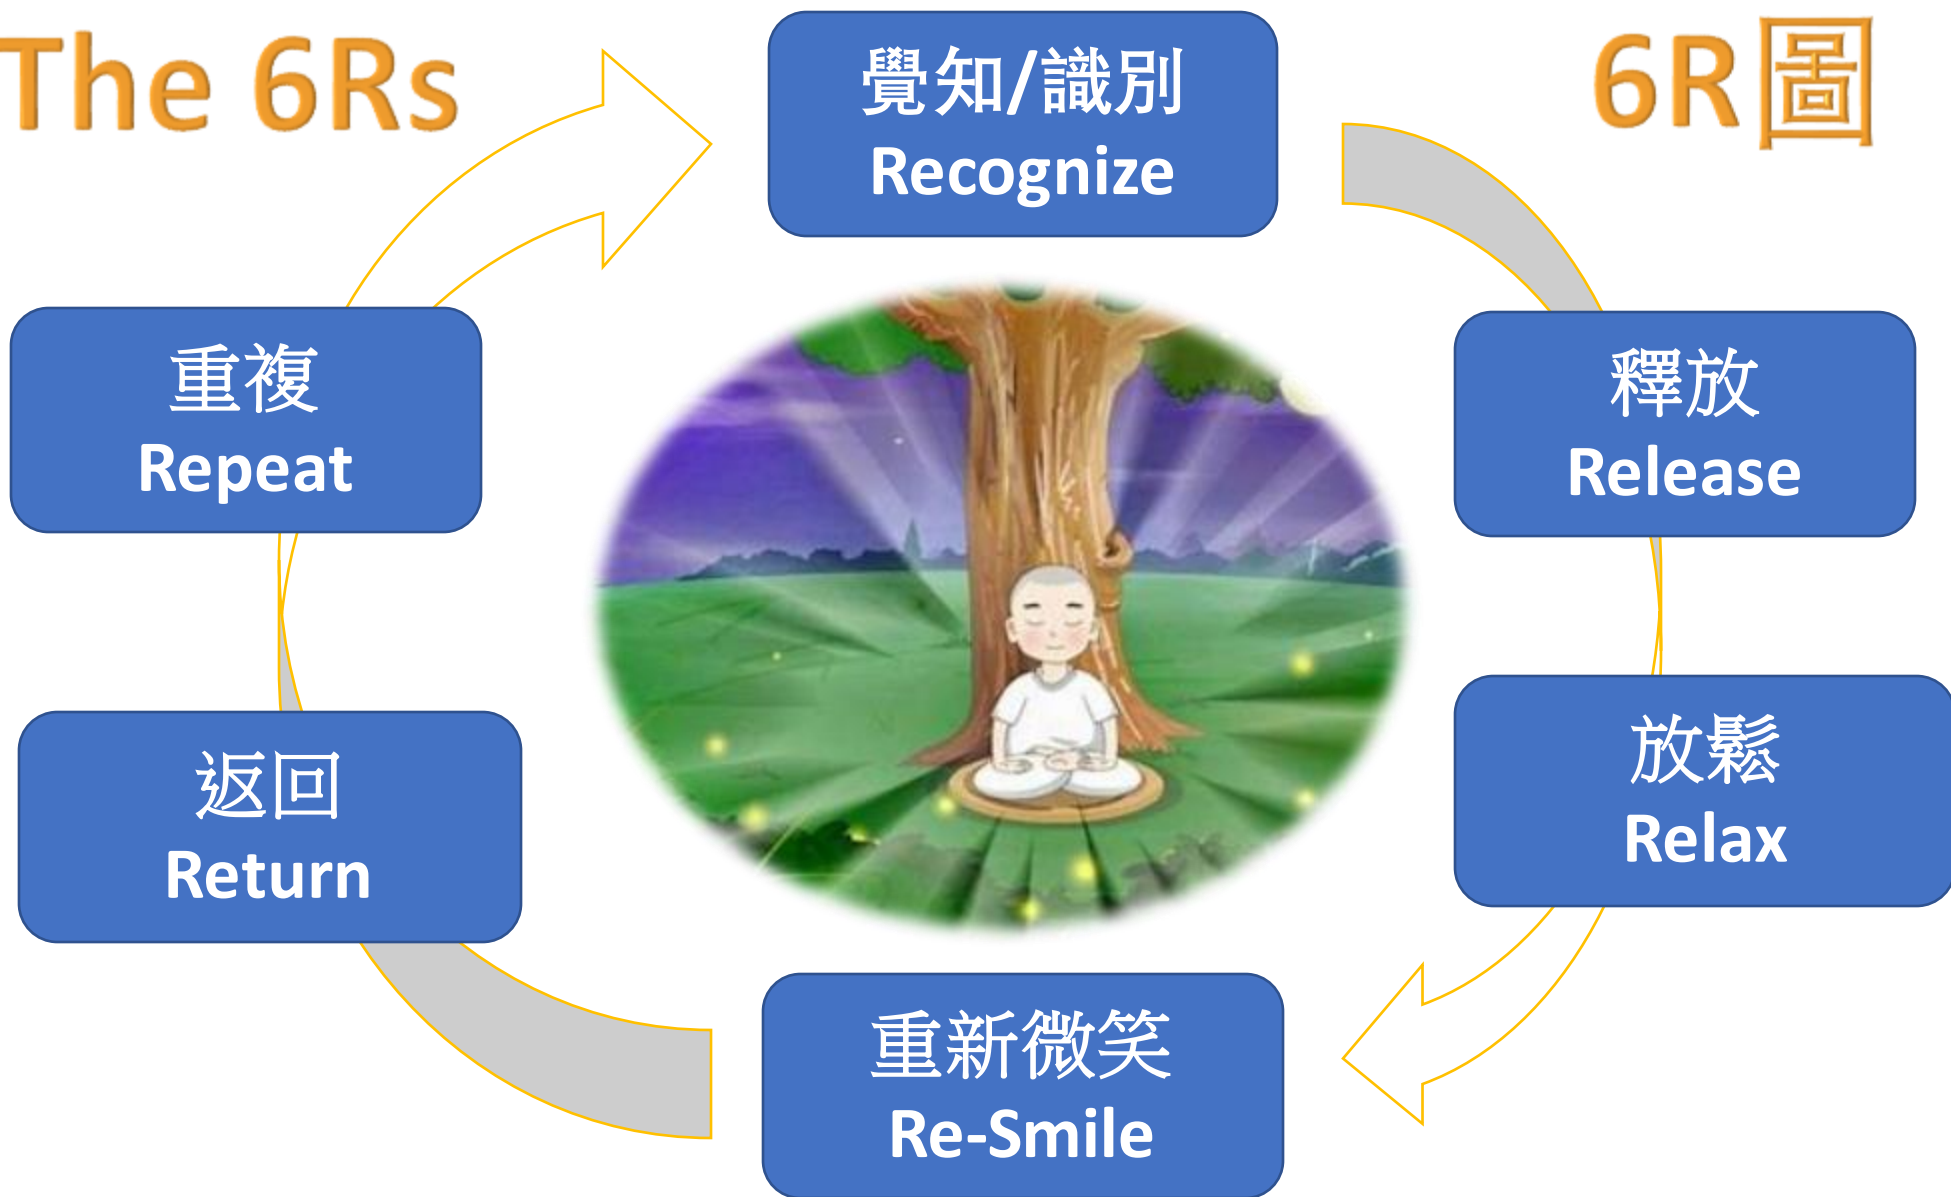 The 6Rs
6R圖
覺知/識別
Recognize
釋放
Release
放鬆
Relax
重新微笑
Re-Smile
返回
Return
重複
Repeat